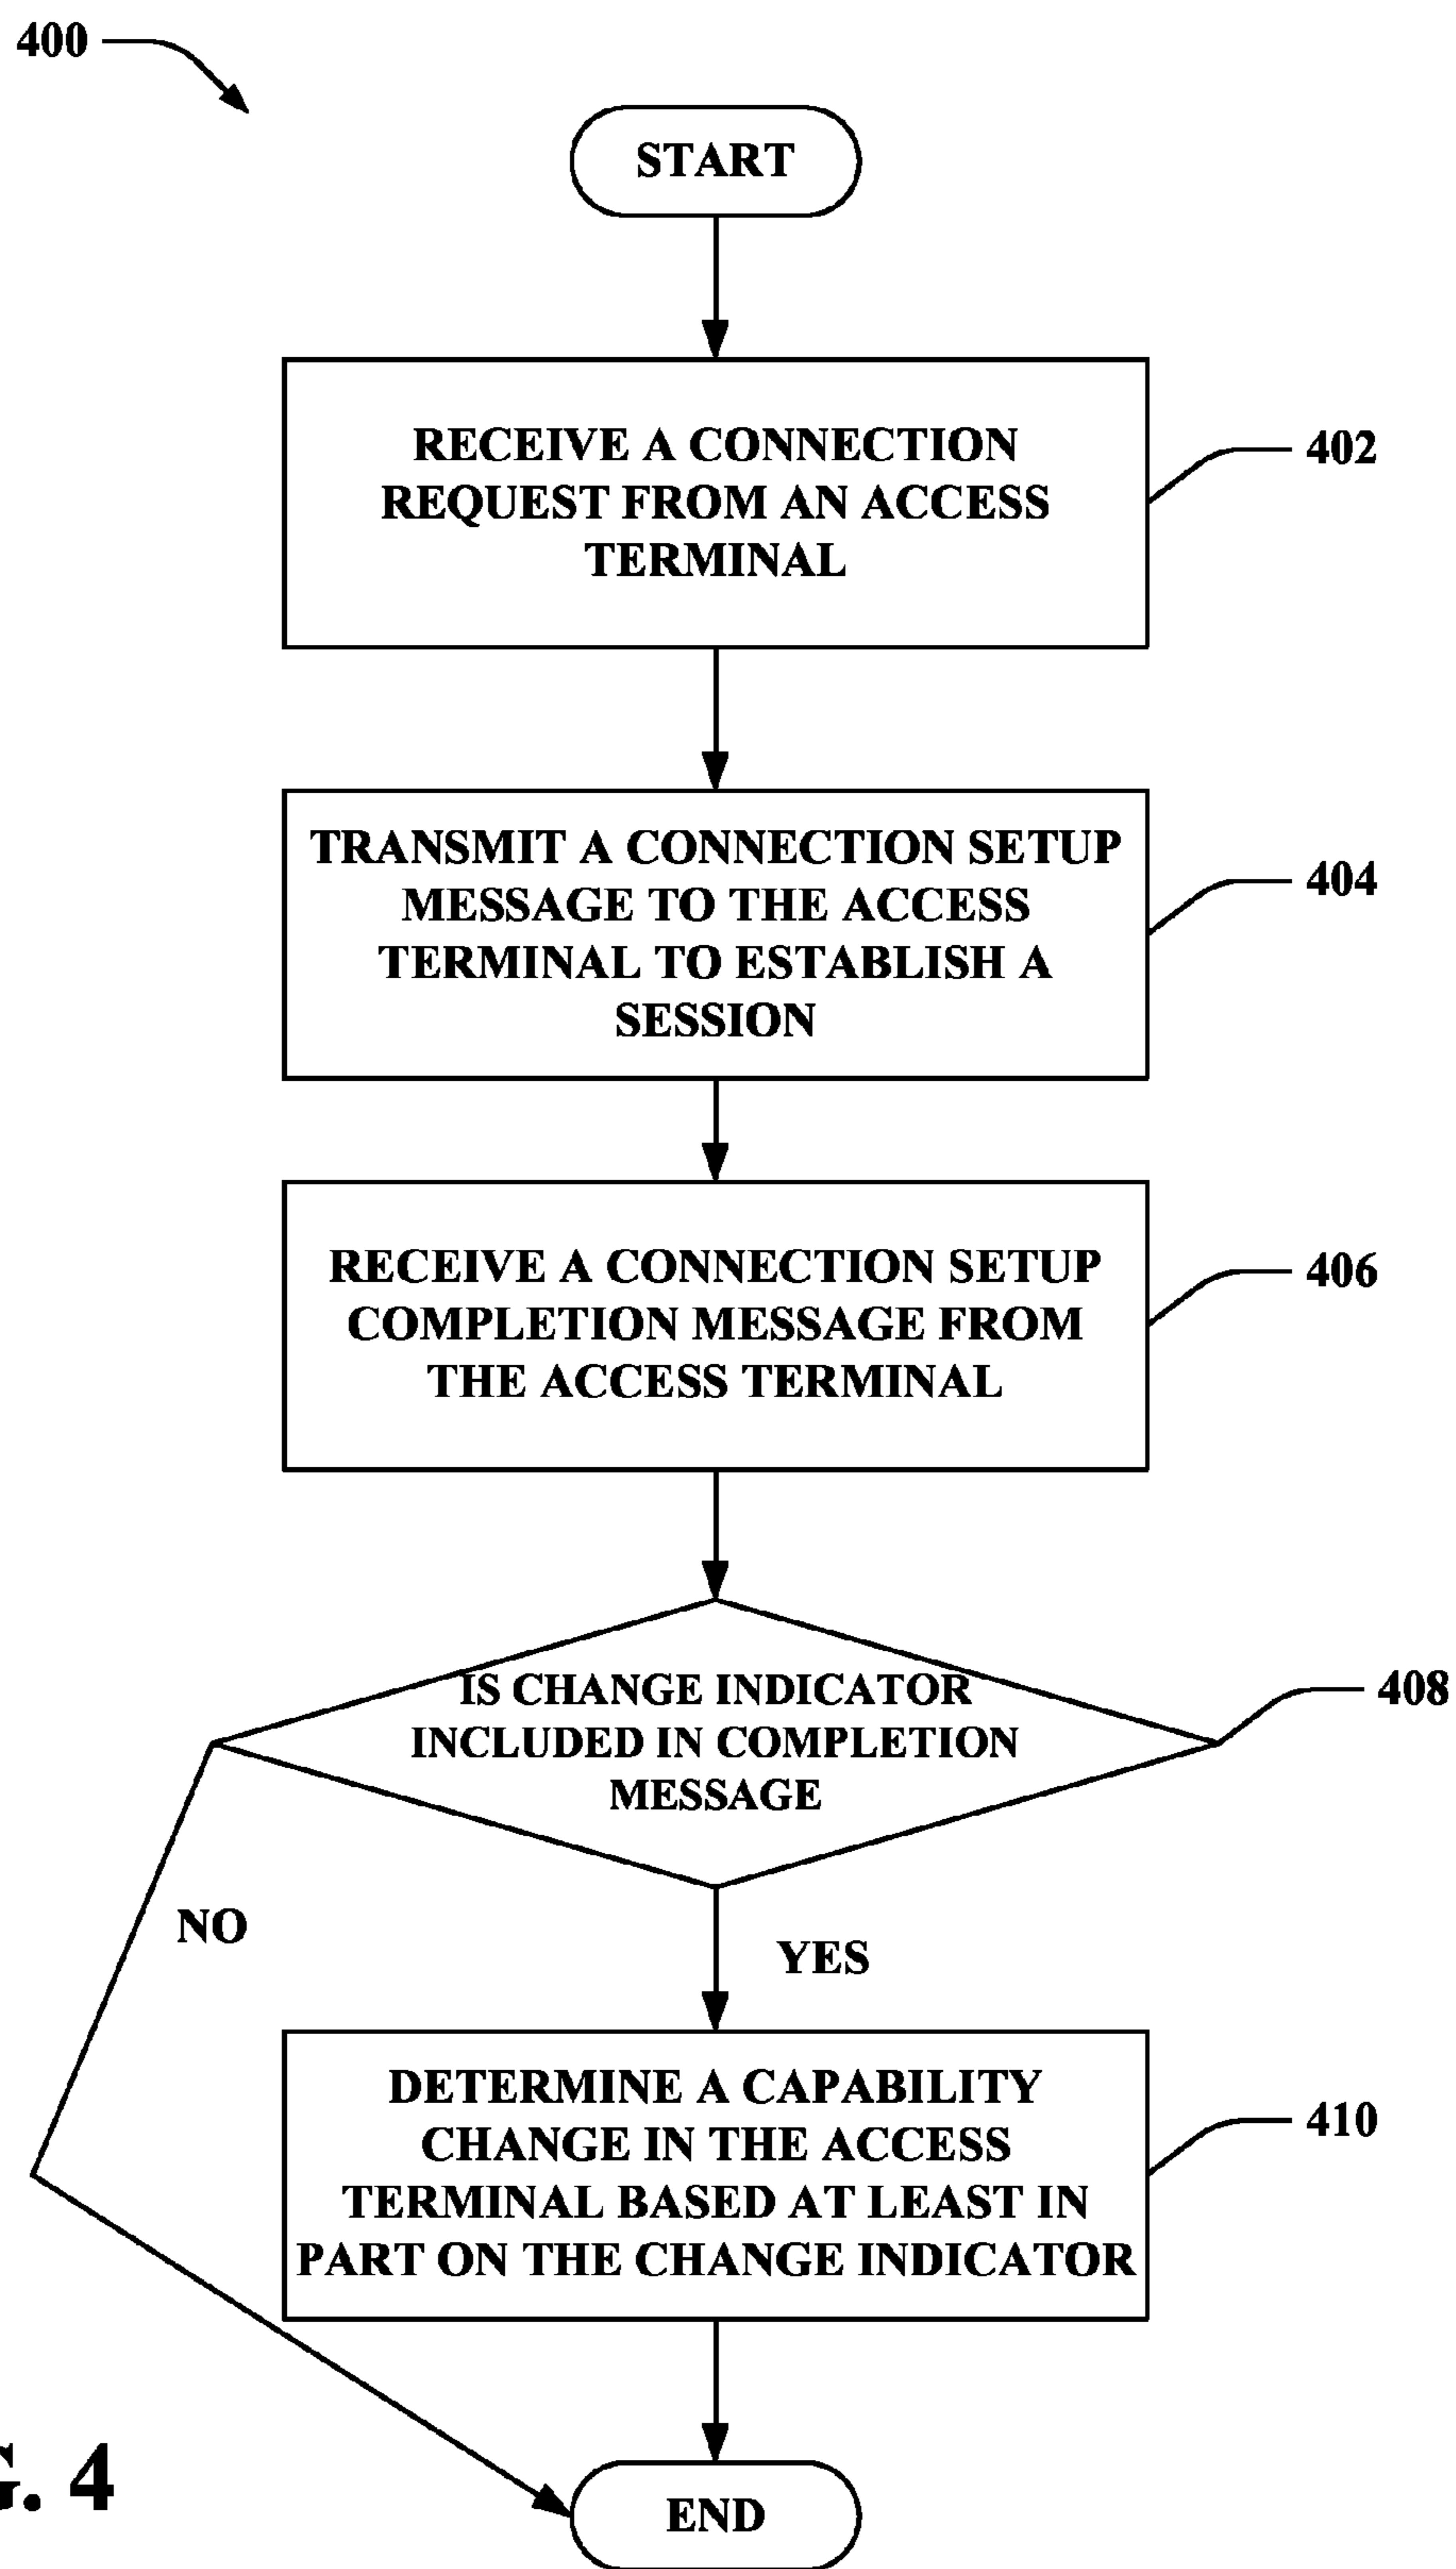 400
START
RECEIVE A CONNECTION
REQUEST FROM AN ACCESS
TERMINAL
402
TRANSMIT A CONNECTION SETUP
MESSAGE TO THE ACCESS
TERMINAL TO ESTABLISH A
SESSION
404
RECEIVE A CONNECTION SETUP
COMPLETION MESSAGE FROM
THE ACCESS TERMINAL
406
IS CHANGE INDICATOR
INCLUDED IN COMPLETION
MESSAGE
408
NO
YES
DETERMINE A CAPABILITY
CHANGE IN THE ACCESS
TERMINAL BASED AT LEAST IN
PART ON THE CHANGE INDICATOR
410
G. 4
END